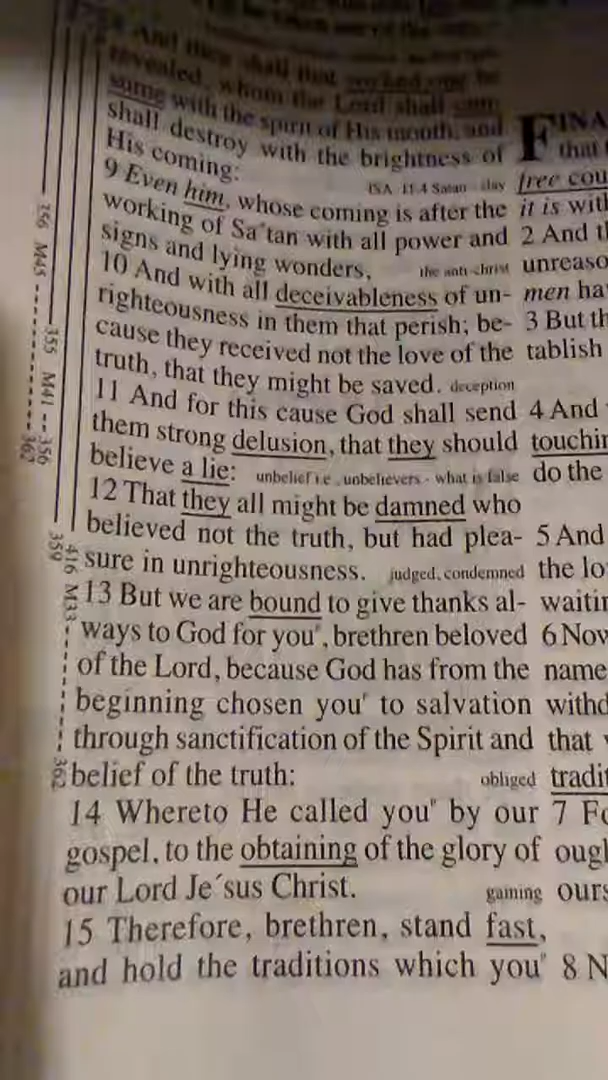 And then shall that
revealed, whom the Lord shall con-
sume with the spirit of His mouth, and
shall destroy with the brightness of
His coming:
ISA 11:4 Satan slay
9 Even him, whose coming is after the
working of Sa´tan with all power and
signs and lying wonders,
the anti-christ
10 And with all deceivableness of un-
righteousness in them that perish; be-
cause they received not the love of the
truth, that they might be saved. deception
11 And for this cause God shall send
them strong delusion, that they should
believe a lie: unbelief i.e. unbelievers - what is false
12 That they all might be damned who
believed not the truth, but had plea-
sure in unrighteousness. judged, condemned
13 But we are bound to give thanks al-
ways to God for you", brethren beloved
of the Lord, because God has from the
beginning chosen you" to salvation
through sanctification of the Spirit and
belief of the truth: obliged
14 Whereto He called you" by our
gospel, to the obtaining of the glory of
our Lord Je´sus Christ. gaining
15 Therefore, brethren, stand fast,
and hold the traditions which you"
FINA
that
free cou
it is with
2 And th
unreaso
men ha
3 But th
tablish
4 And
touchin
do the
5 And
the lo
waitin
6 Now
name
withd
that
tradit
7 Fo
ough
ours
8 N
356 M45
355 M41 -- 356
362
359
416 M33
362